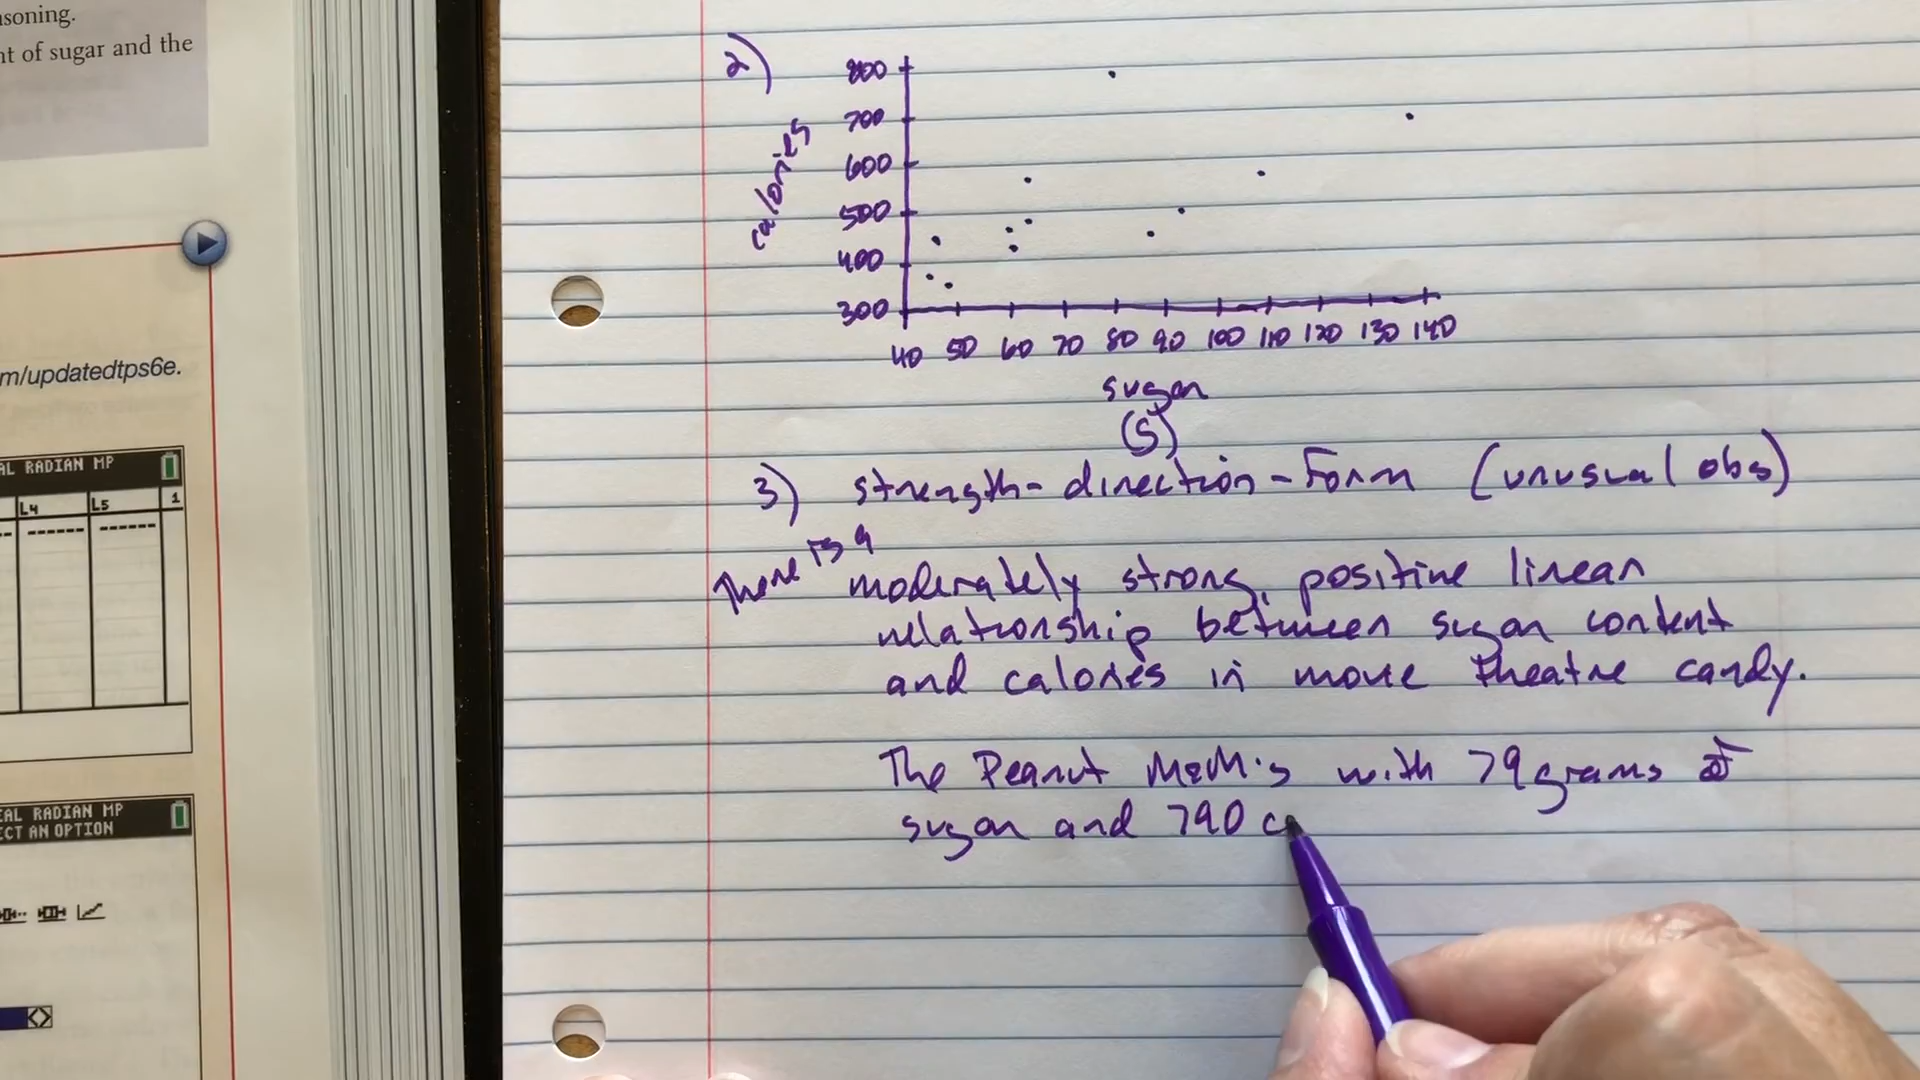 asoning.
nt of sugar and the
m/updatedtps6e.
AL RADIAN MP
L4 L5 1
EAL RADIAN MP
ECT AN OPTION
2)
calories
800
700
600
500
400
300
40 50 60 70 80 90 100 110 120 130 140
sugar
(S)
3) strength - direction - Form (unusual obs)
There is a
moderately strong, positive linear
relationship between sugar content
and calories in movie theatre candy.
The Peanut M&M's with 79 grams of
sugar and 790 c